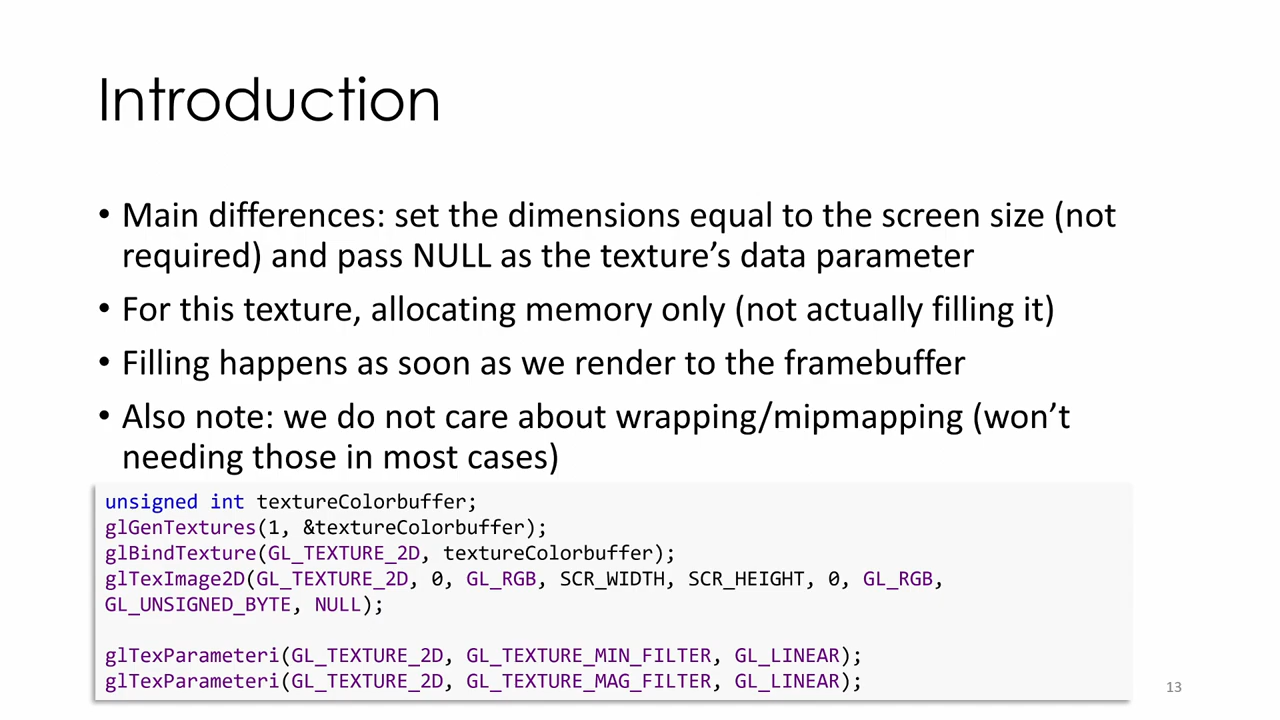 Introduction
• Main differences: set the dimensions equal to the screen size (not
required) and pass NULL as the texture’s data parameter
• For this texture, allocating memory only (not actually filling it)
• Filling happens as soon as we render to the framebuffer
• Also note: we do not care about wrapping/mipmapping (won’t
needing those in most cases)
unsigned int textureColorbuffer;
glGenTextures(1, &textureColorbuffer);
glBindTexture(GL_TEXTURE_2D, textureColorbuffer);
glTexImage2D(GL_TEXTURE_2D, 0, GL_RGB, SCR_WIDTH, SCR_HEIGHT, 0, GL_RGB,
GL_UNSIGNED_BYTE, NULL);
glTexParameteri(GL_TEXTURE_2D, GL_TEXTURE_MIN_FILTER, GL_LINEAR);
glTexParameteri(GL_TEXTURE_2D, GL_TEXTURE_MAG_FILTER, GL_LINEAR);
13